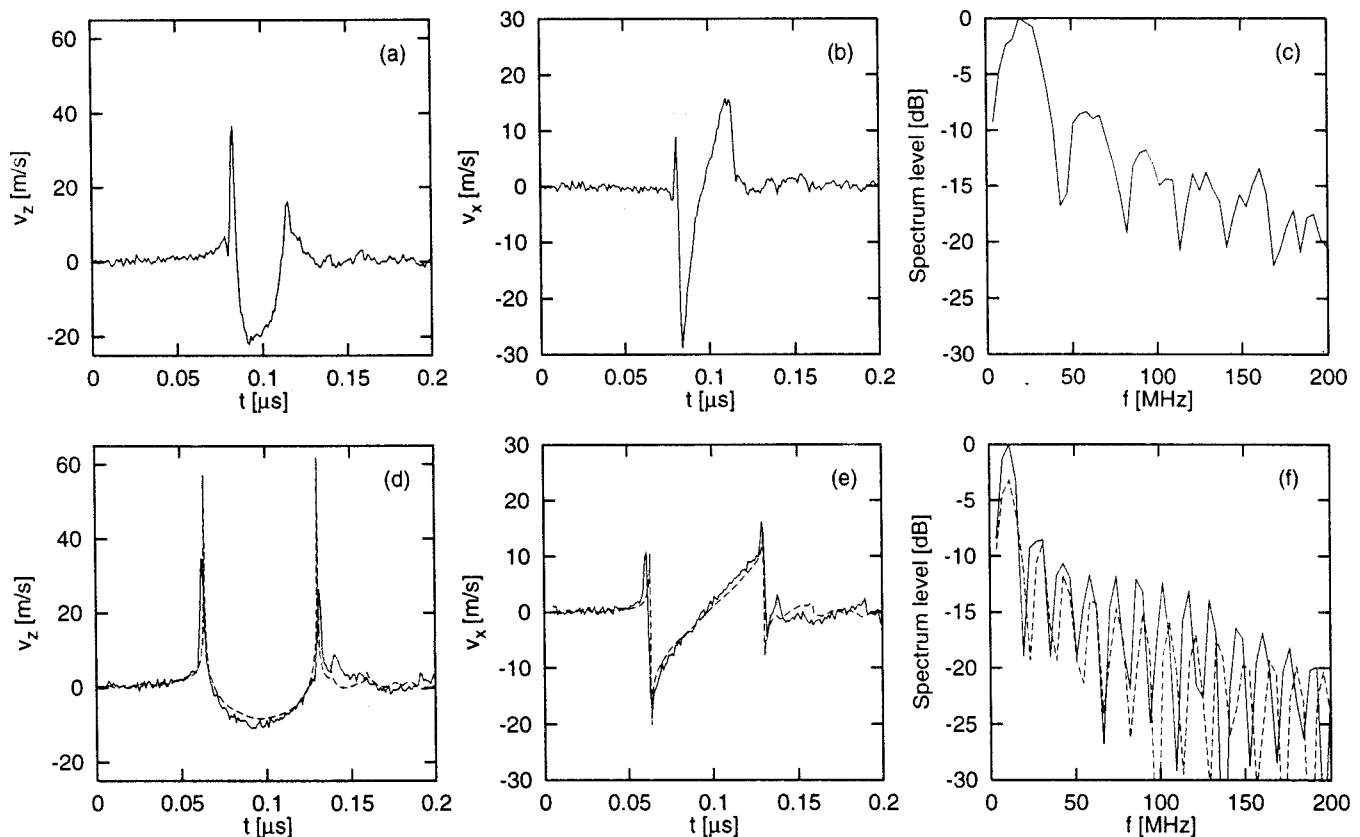 (a)
v_z [m/s]
60
40
20
0
-20
0 0.05 0.1 0.15 0.2
t [μs]
(b)
v_x [m/s]
30
20
10
0
-10
-20
-30
0 0.05 0.1 0.15 0.2
t [μs]
(c)
Spectrum level [dB]
0
-5
-10
-15
-20
-25
-30
0 50 100 150 200
f [MHz]
(d)
v_z [m/s]
60
40
20
0
-20
0 0.05 0.1 0.15 0.2
t [μs]
(e)
v_x [m/s]
30
20
10
0
-10
-20
-30
0 0.05 0.1 0.15 0.2
t [μs]
(f)
Spectrum level [dB]
0
-5
-10
-15
-20
-25
-30
0 50 100 150 200
f [MHz]